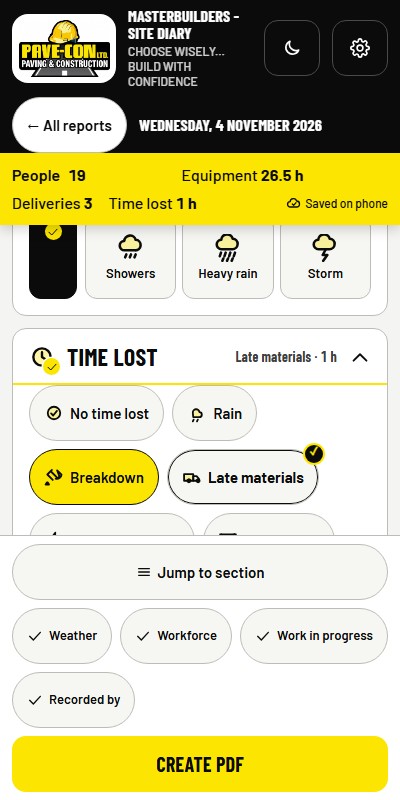 PAVE-CON LTD.
PAVING & CONSTRUCTION
MASTERBUILDERS -
SITE DIARY
CHOOSE WISELY...
BUILD WITH
CONFIDENCE
← All reports
WEDNESDAY, 4 NOVEMBER 2026
People 19
Equipment 26.5 h
Deliveries 3
Time lost 1 h
Saved on phone
Showers
Heavy rain
Storm
TIME LOST
Late materials · 1 h
No time lost
Rain
Breakdown
Late materials
Jump to section
Weather
Workforce
Work in progress
Recorded by
CREATE PDF